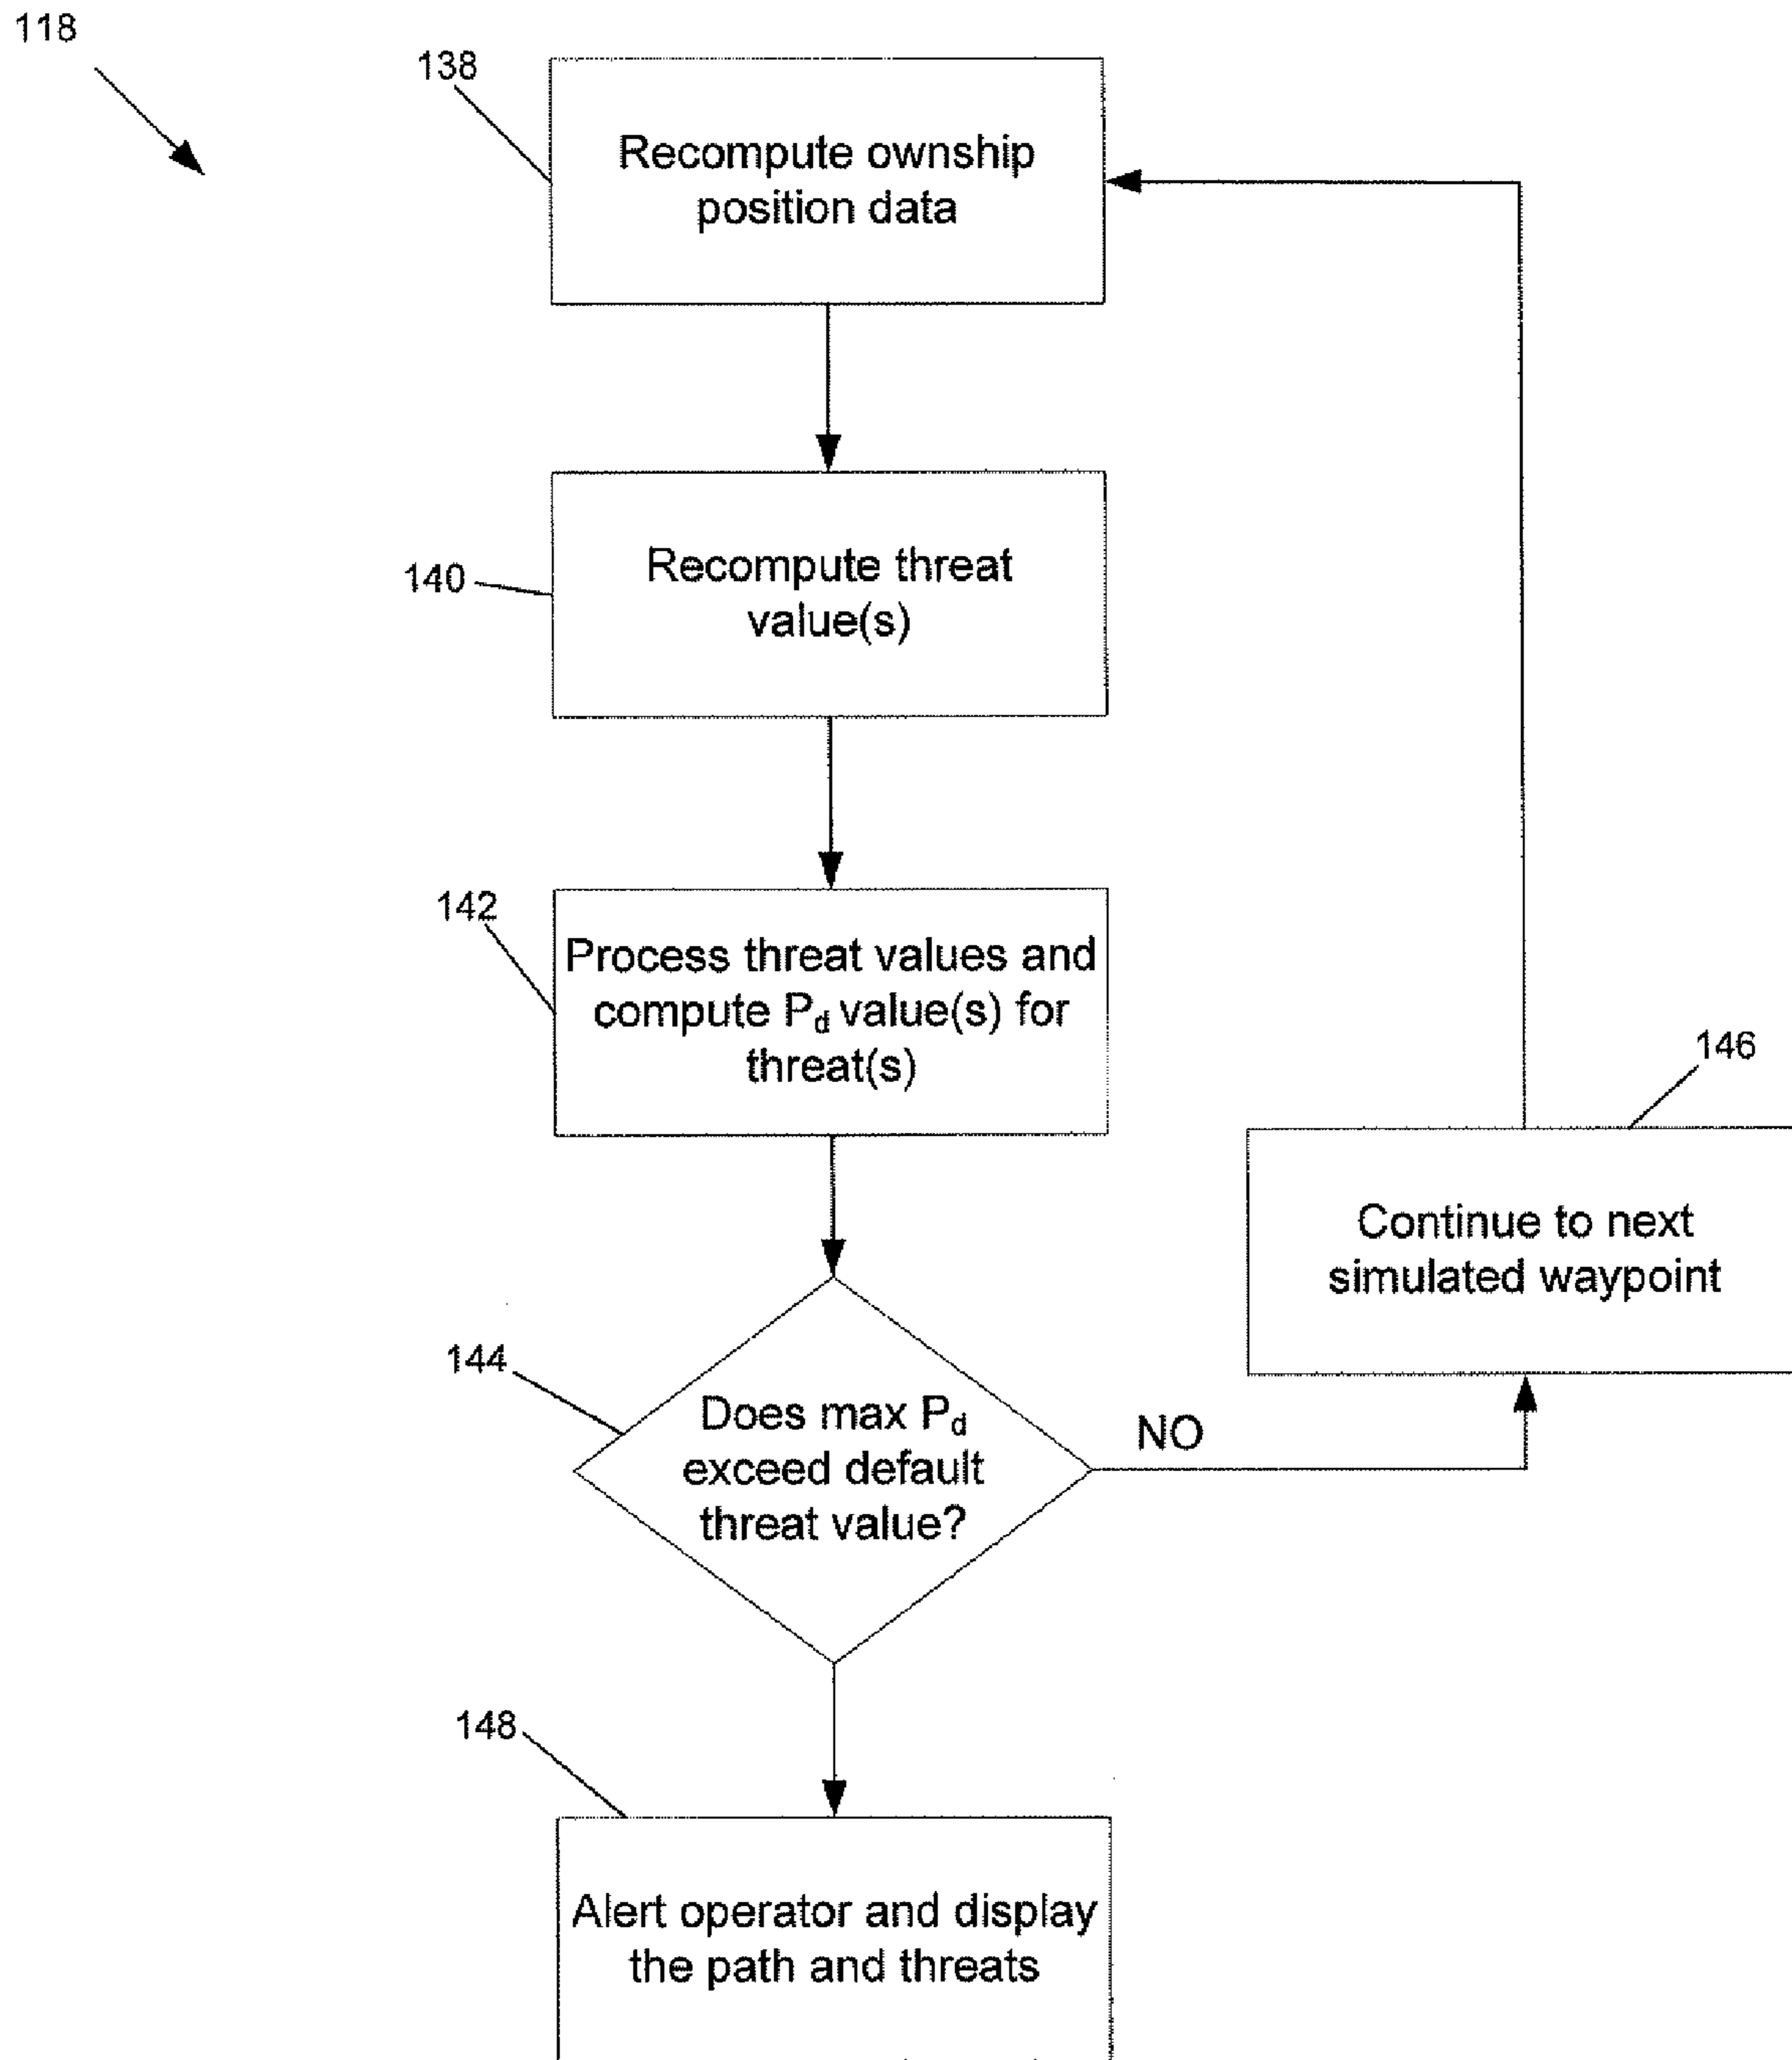 118
138
Recompute ownship
position data
140
Recompute threat
value(s)
142
Process threat values and
compute Pd value(s) for
threat(s)
146
Continue to next
simulated waypoint
144
Does max Pd
exceed default
threat value?
NO
148
Alert operator and display
the path and threats